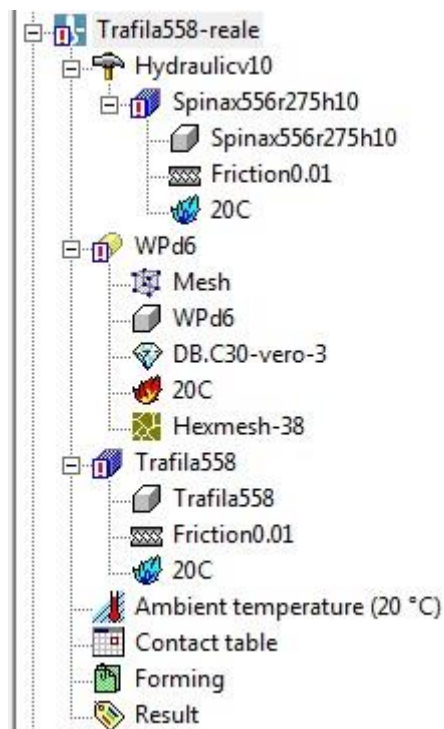 Trafila558-reale
Hydraulicv10
Spinax556r275h10
Spinax556r275h10
Friction0.01
20C
WPd6
Mesh
WPd6
DB.C30-vero-3
20C
Hexmesh-38
Trafila558
Trafila558
Friction0.01
20C
Ambient temperature (20 °C)
Contact table
Forming
Result